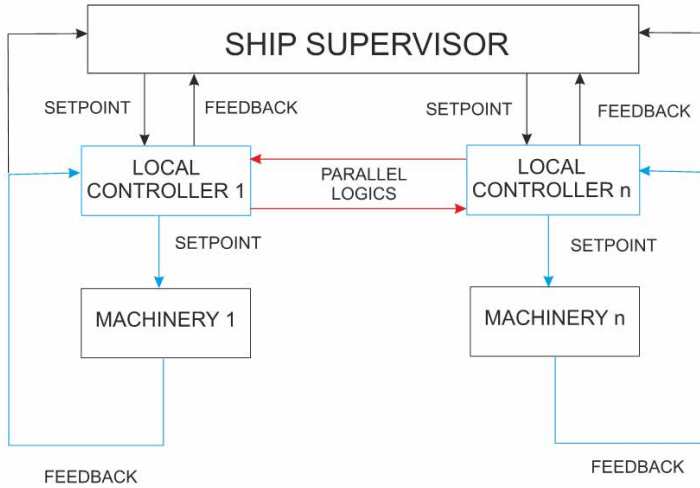 SHIP SUPERVISOR
SETPOINT
FEEDBACK
SETPOINT
FEEDBACK
LOCAL
CONTROLLER 1
PARALLEL
LOGICS
LOCAL
CONTROLLER n
SETPOINT
SETPOINT
MACHINERY 1
MACHINERY n
FEEDBACK
FEEDBACK